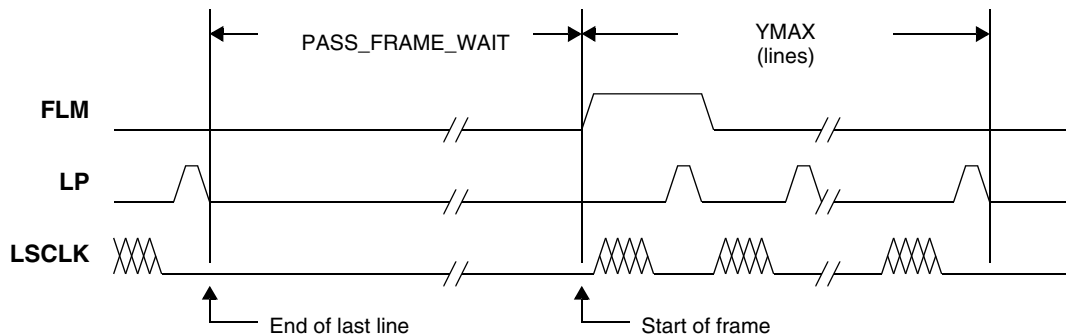 PASS_FRAME_WAIT
YMAX
(lines)
FLM
LP
LSCLK
End of last line
Start of frame